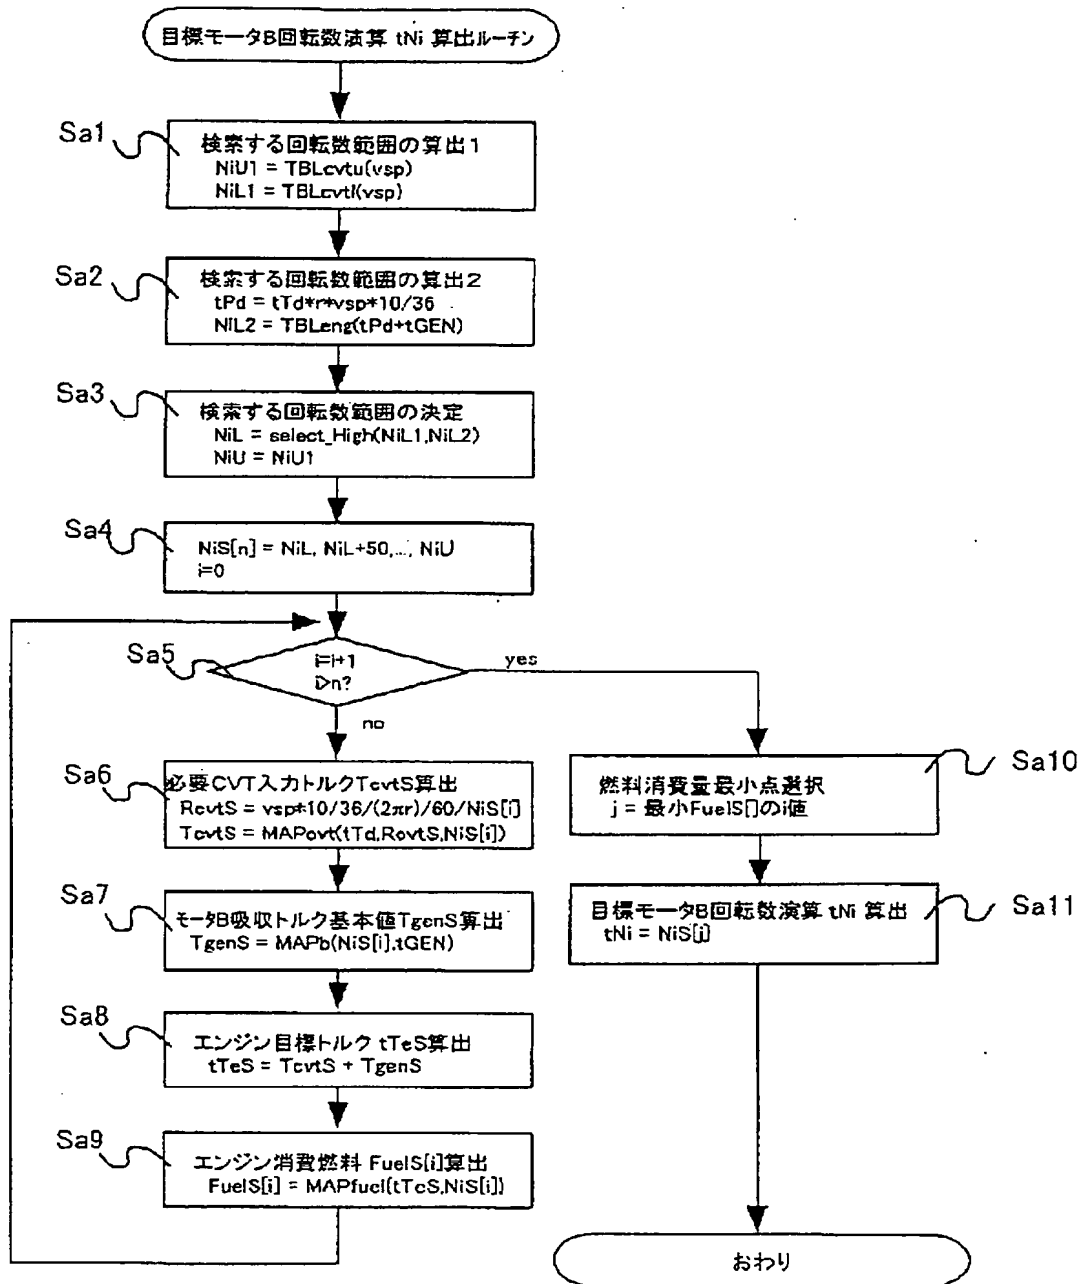 目標モータB回転数演算 tNi 算出ルーチン
Sa1
検索する回転数範囲の算出1
NiU1 = TBLcvtu(vsp)
NiL1 = TBLcvtl(vsp)
Sa2
検索する回転数範囲の算出2
tPd = tTd*r*vsp*10/36
NiL2 = TBLeng(tPd+tGEN)
Sa3
検索する回転数範囲の決定
NiL = select_High(NiL1,NiL2)
NiU = NiU1
Sa4
NiS[n] = NiL, NiL+50,..., NiU
i=0
Sa5
i=i+1
i>n?
yes
no
Sa6
必要CVT入力トルクTcvtS算出
RcvtS = vsp*10/36/(2πr)/60/NiS[i]
TcvtS = MAPcvt(tTd,RcvtS,NiS[i])
Sa7
モータB吸収トルク基本値TgenS算出
TgenS = MAPb(NiS[i],tGEN)
Sa8
エンジン目標トルク tTeS算出
tTeS = TcvtS + TgenS
Sa9
エンジン消費燃料 FuelS[i]算出
FuelS[i] = MAPfuel(tTeS,NiS[i])
Sa10
燃料消費量最小点選択
j = 最小FuelS[]のi値
Sa11
目標モータB回転数演算 tNi 算出
tNi = NiS[j]
おわり